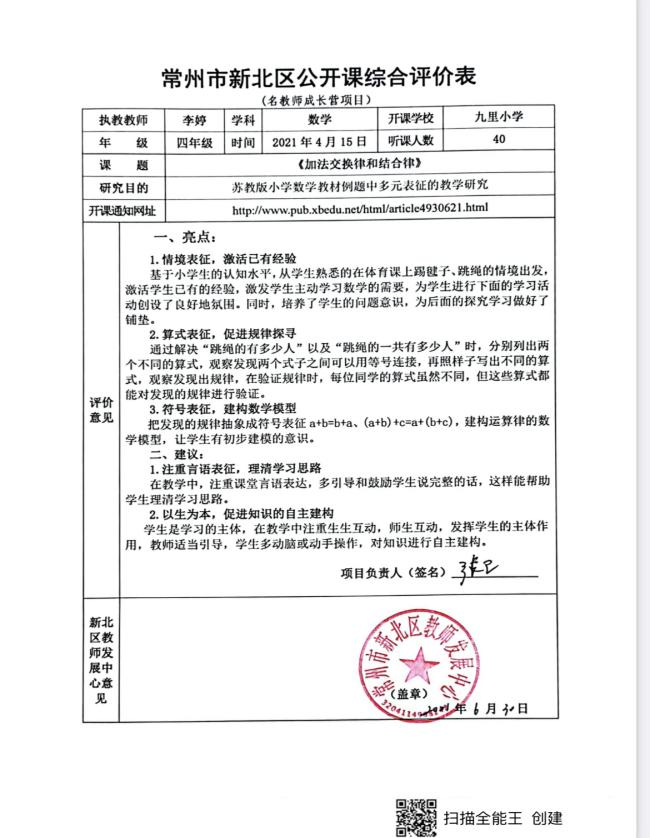 常州市新北区公开课综合评价表
(名教师成长营项目)
执教教师 李婷 学科 数学 开课学校 九里小学
年 级 四年级 时间 2021 年 4 月 15 日 听课人数 40
课 题 《加法交换律和结合律》
研究目的 苏教版小学数学教材例题中多元表征的教学研究
开课通知网址 http://www.pub.xbedu.net/html/article4930621.html
评价
意见
一、亮点：
1.情境表征，激活已有经验
基于小学生的认知水平,从学生熟悉的在体育课上踢毽子、跳绳的情境出发，
激活学生已有的经验，激发学生主动学习数学的需要，为学生进行下面的学习活
动创设了良好地氛围。同时，培养了学生的问题意识，为后面的探究学习做好了
铺垫。
2.算式表征，促进规律探寻
通过解决“跳绳的有多少人”以及“跳绳的一共有多少人”时，分别列出两
个不同的算式，观察发现两个式子之间可以用等号连接，再照样子写出不同的算
式，观察发现出规律，在验证规律时，每位同学的算式虽然不同，但这些算式都
能对发现的规律进行验证。
3.符号表征，建构数学模型
把发现的规律抽象成符号表征 a+b=b+a、(a+b)+c=a+(b+c)，建构运算律的数
学模型，让学生有初步建模的意识。
二、建议：
1.注重言语表征，理清学习思路
在教学中，注重课堂言语表达，多引导和鼓励学生说完整的话，这样能帮助
学生理清学习思路。
2.以生为本，促进知识的自主建构
学生是学习的主体，在教学中注重生生互动，师生互动，发挥学生的主体作
用，教师适当引导，学生多动脑或动手操作，对知识进行自主建构。
项目负责人（签名）
新北
区教
师发
展中
心意
见
常州市新北区教师发展中心
（盖章）
年 6 月 30 日
扫描全能王 创建